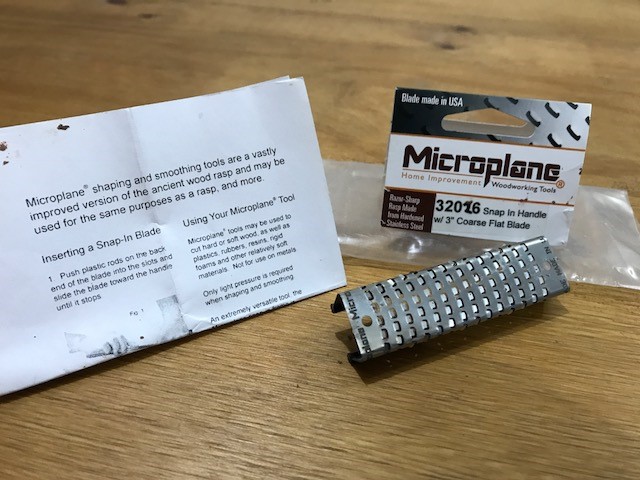 Microplane® shaping and smoothing tools are a vastly
improved version of the ancient wood rasp and may be
used for the same purposes as a rasp, and more.
Inserting a Snap-In Blade
1. Push plastic rods on the back
end of the blade into the slots and
slide the blade toward the handle
until it stops
Fig. 1
Using Your Microplane® Tool
Microplane® tools may be used to
cut hard or soft wood, as well as
plastics, rubbers, resins, rigid
foams and other relatively soft
materials. Not for use on metals
Only light pressure is required
when shaping and smoothing
An extremely versatile tool, the
Blade made in USA
Microplane®
Home Improvement Woodworking Tools
Razor-Sharp
Rasp Made
from Hardened
Stainless Steel
Snap In Handle
w/ 3" Coarse Flat Blade